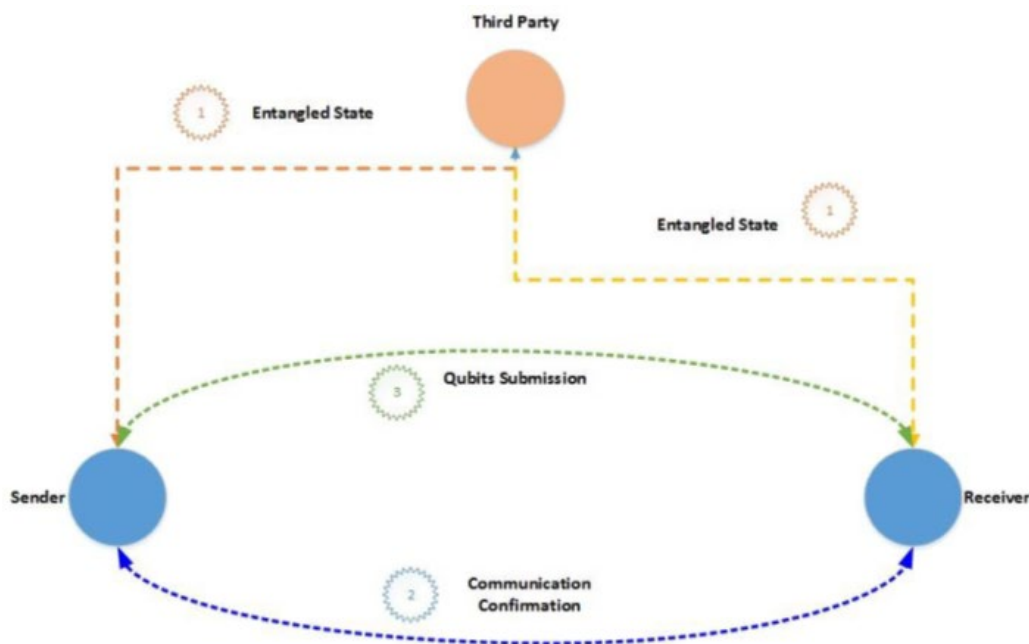 Third Party
1
Entangled State
Entangled State
1
3
Qubits Submission
Sender
Receiver
2
Communication
Confirmation